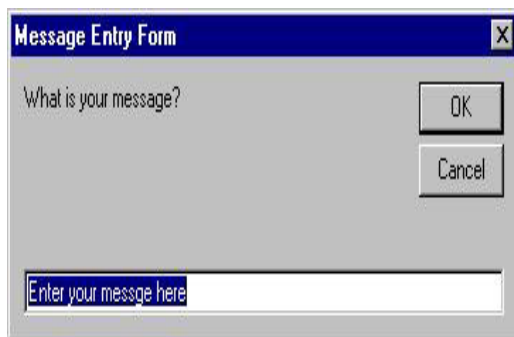 Message Entry Form
X
What is your message?
OK
Cancel
Enter your messge here